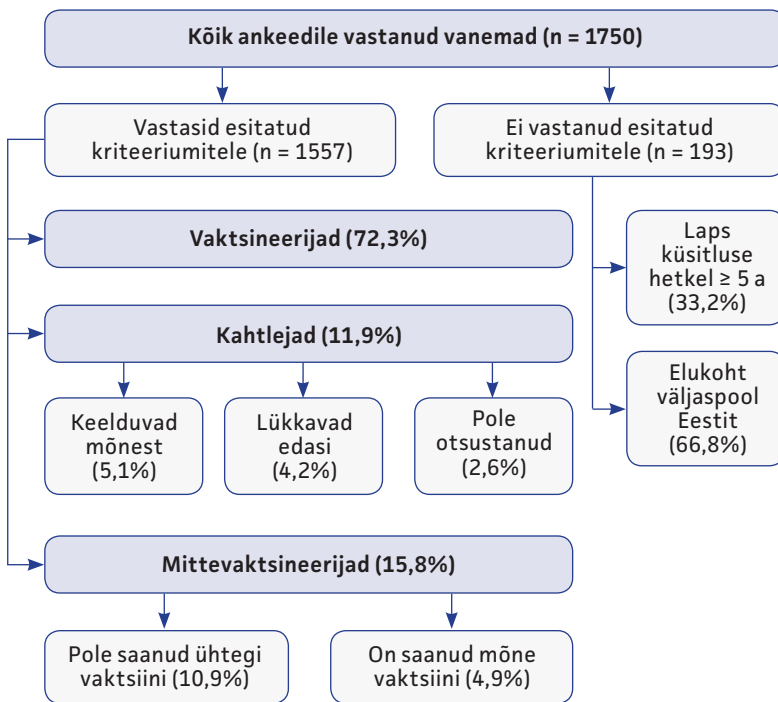 Kõik ankeedile vastanud vanemad (n = 1750)
Vastasid esitatud
kriteeriumitele (n = 1557)
Ei vastanud esitatud
kriteeriumitele (n = 193)
Vaktsineerijad (72,3%)
Laps
küsitluse
hetkel ≥ 5 a
(33,2%)
Kahtlejad (11,9%)
Keelduvad
mõnest
(5,1%)
Lükkavad
edasi
(4,2%)
Pole
otsustanud
(2,6%)
Elukoht
väljaspool
Eestit
(66,8%)
Mittevaktsineerijad (15,8%)
Pole saanud ühtegi
vaktsiini (10,9%)
On saanud mõne
vaktsiini (4,9%)